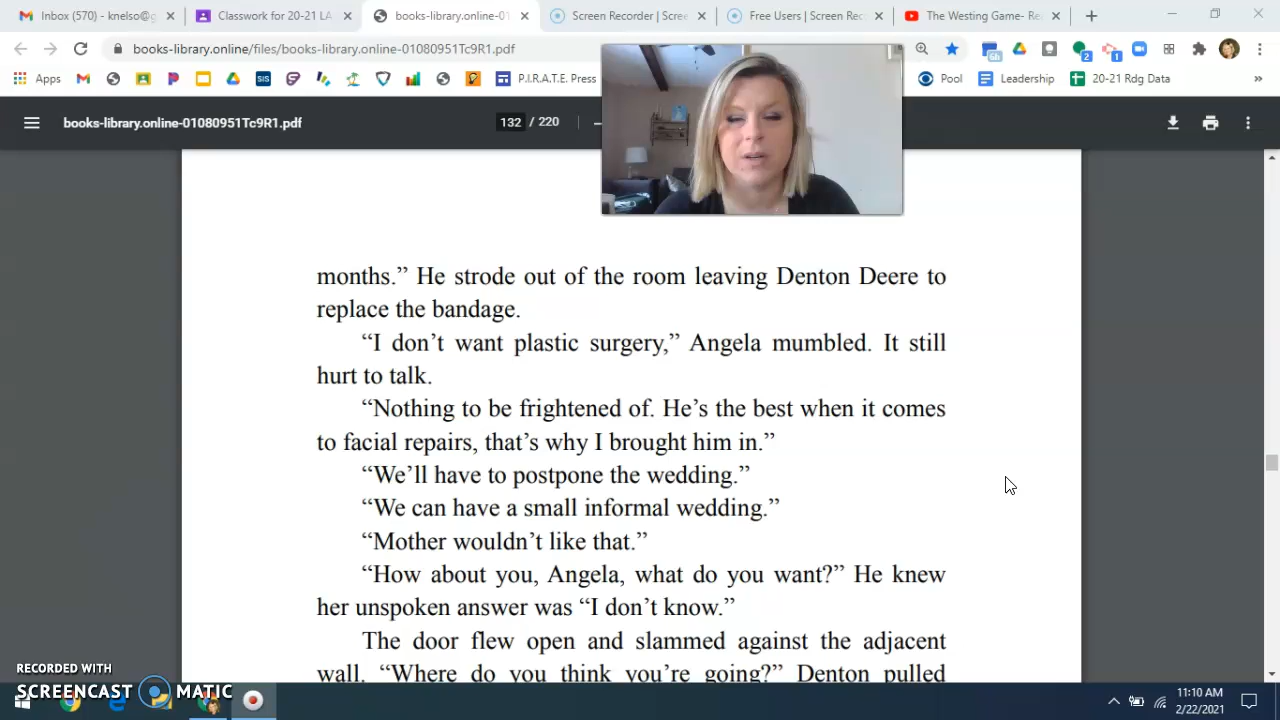 Inbox (570) - knelso@g
Classwork for 20-21 LA
books-library.online-01
Screen Recorder | Scree
Free Users | Screen Rec
The Westing Game- Re
books-library.online/files/books-library.online-01080951Tc9R1.pdf
6h
2
1
Apps
SIS
P.I.R.A.T.E. Press
Pool
Leadership
20-21 Rdg Data
»
books-library.online-01080951Tc9R1.pdf
132 / 220
months.” He strode out of the room leaving Denton Deere to
replace the bandage.
“I don’t want plastic surgery,” Angela mumbled. It still
hurt to talk.
“Nothing to be frightened of. He’s the best when it comes
to facial repairs, that’s why I brought him in.”
“We’ll have to postpone the wedding.”
“We can have a small informal wedding.”
“Mother wouldn’t like that.”
“How about you, Angela, what do you want?” He knew
her unspoken answer was “I don’t know.”
The door flew open and slammed against the adjacent
wall. “Where do you think you’re going?” Denton pulled
RECORDED WITH
SCREENCAST MATIC
11:10 AM
2/22/2021